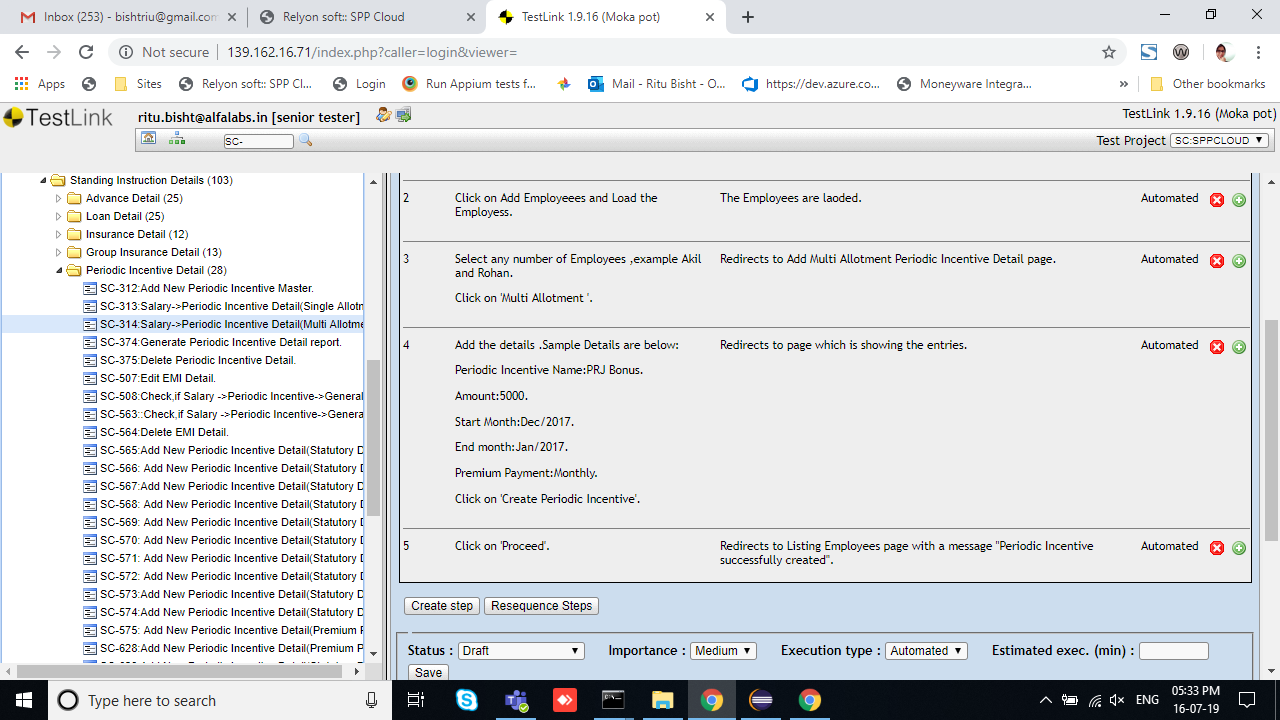 Inbox (253) - bishtriu@gmail.com
Relyon soft:: SPP Cloud
TestLink 1.9.16 (Moka pot)
Not secure
139.162.16.71/index.php?caller=login&viewer=
Apps
Sites
Relyon soft:: SPP Cl...
Login
Run Appium tests f...
Mail - Ritu Bisht - O...
https://dev.azure.co...
Moneyware Integra...
»
Other bookmarks
TestLink
ritu.bisht@alfalabs.in [senior tester]
TestLink 1.9.16 (Moka pot)
SC-
Test Project
SC:SPPCLOUD
Standing Instruction Details (103)
Advance Detail (25)
Loan Detail (25)
Insurance Detail (12)
Group Insurance Detail (13)
Periodic Incentive Detail (28)
SC-312:Add New Periodic Incentive Master.
SC-313:Salary->Periodic Incentive Detail(Single Allotn
SC-314:Salary->Periodic Incentive Detail(Multi Allotme
SC-374:Generate Periodic Incentive Detail report.
SC-375:Delete Periodic Incentive Detail.
SC-507:Edit EMI Detail.
SC-508:Check,if Salary ->Periodic Incentive->General
SC-563::Check,if Salary ->Periodic Incentive->Genera
SC-564:Delete EMI Detail.
SC-565:Add New Periodic Incentive Detail(Statutory D
SC-566: Add New Periodic Incentive Detail(Statutory D
SC-567:Add New Periodic Incentive Detail(Statutory D
SC-568: Add New Periodic Incentive Detail(Statutory D
SC-569: Add New Periodic Incentive Detail(Statutory D
SC-570: Add New Periodic Incentive Detail(Statutory D
SC-571: Add New Periodic Incentive Detail(Statutory D
SC-572: Add New Periodic Incentive Detail(Statutory D
SC-573:Add New Periodic Incentive Detail(Statutory D
SC-574:Add New Periodic Incentive Detail(Statutory D
SC-575: Add New Periodic Incentive Detail(Premium P
SC-628:Add New Periodic Incentive Detail(Premium P
2
Click on Add Employeees and Load the
Employess.
The Employees are laoded.
Automated
3
Select any number of Employees ,example Akil
and Rohan.
Click on 'Multi Allotment '.
Redirects to Add Multi Allotment Periodic Incentive Detail page.
Automated
4
Add the details .Sample Details are below:
Periodic Incentive Name:PRJ Bonus.
Amount:5000.
Start Month:Dec/2017.
End month:Jan/2017.
Premium Payment:Monthly.
Click on 'Create Periodic Incentive'.
Redirects to page which is showing the entries.
Automated
5
Click on 'Proceed'.
Redirects to Listing Employees page with a message "Periodic Incentive
successfully created".
Automated
Create step
Resequence Steps
Status : Draft
Importance : Medium
Execution type : Automated
Estimated exec. (min) :
Save
Type here to search
ENG
05:33 PM
16-07-19